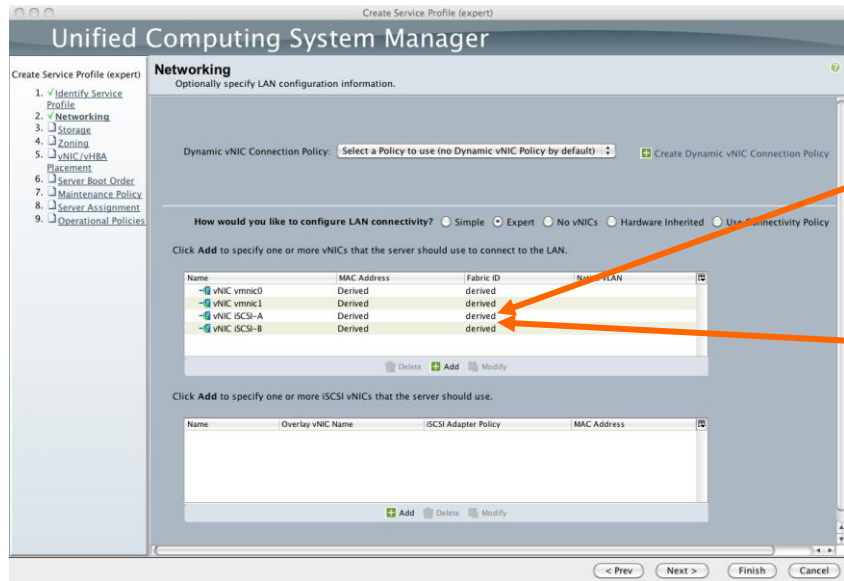 Create Service Profile (expert)
Unified Computing System Manager
Create Service Profile (expert)
1. √Identify Service
Profile
2. √Networking
3. Storage
4. Zoning
5. vNIC/vHBA
Placement
6. Server Boot Order
7. Maintenance Policy
8. Server Assignment
9. Operational Policies
Networking
Optionally specify LAN configuration information.
Dynamic vNIC Connection Policy: Select a Policy to use (no Dynamic vNIC Policy by default) Create Dynamic vNIC Connection Policy
How would you like to configure LAN connectivity? Simple Expert No vNICs Hardware Inherited Use Connectivity Policy
Click Add to specify one or more vNICs that the server should use to connect to the LAN.
Name MAC Address Fabric ID Native VLAN
vNIC vmnic0 Derived derived
vNIC vmnic1 Derived derived
vNIC iSCSI-A Derived derived
vNIC iSCSI-B Derived derived
Delete Add Modify
Click Add to specify one or more iSCSI vNICs that the server should use.
Name Overlay vNIC Name iSCSI Adapter Policy MAC Address
Add Delete Modify
< Prev Next > Finish Cancel